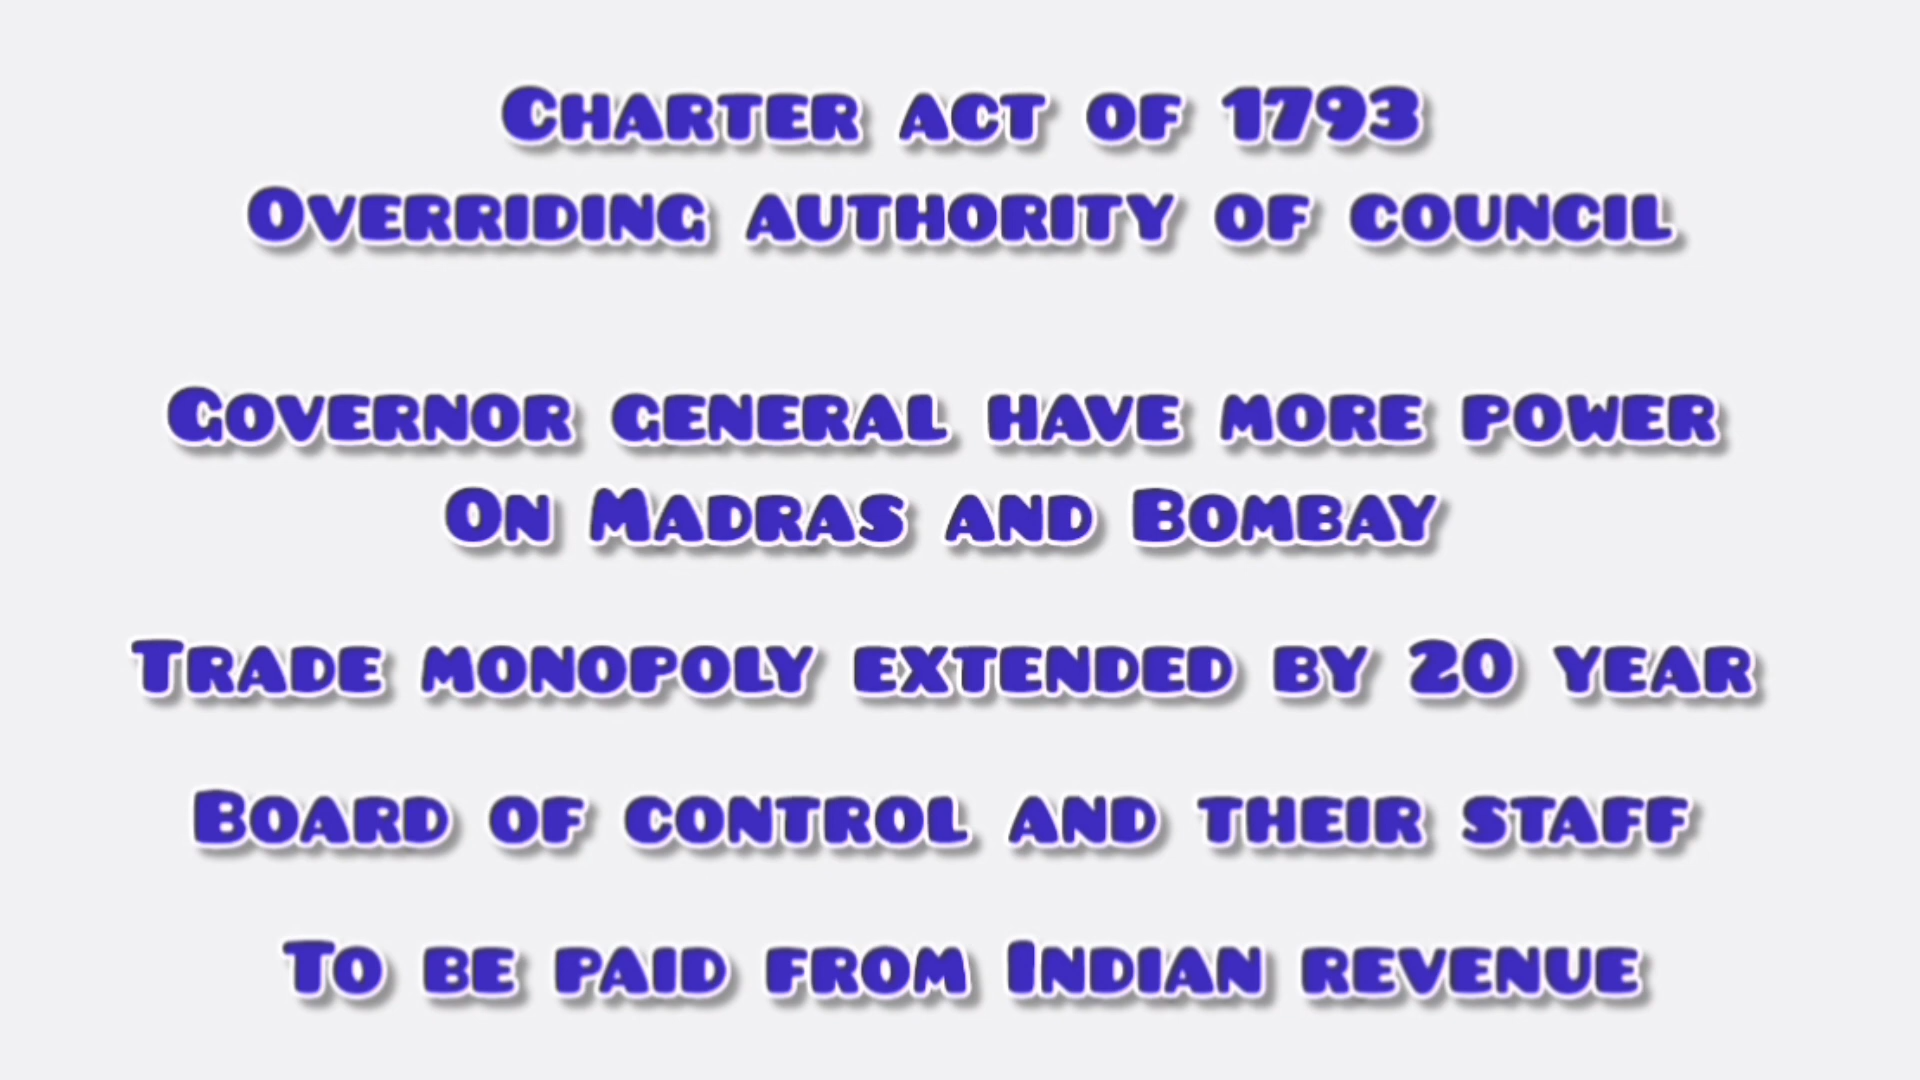 Charter act of 1793
Overriding authority of council
Governor general have more power
On Madras and Bombay
Trade monopoly extended by 20 year
Board of control and their staff
To be paid from Indian revenue